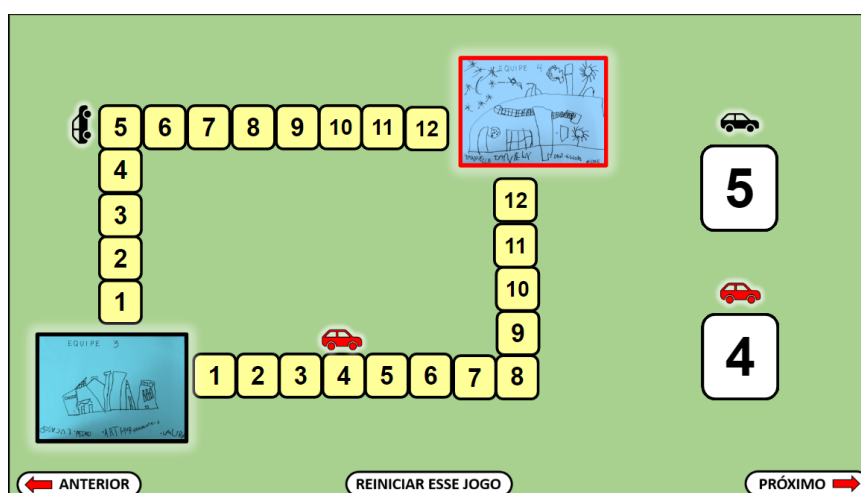 EQUIPE 4
5 6 7 8 9 10 11 12
5
4
3
2
1
12
11
10
9
4
EQUIPE 3
1 2 3 4 5 6 7 8
ANTERIOR
REINICIAR ESSE JOGO
PRÓXIMO